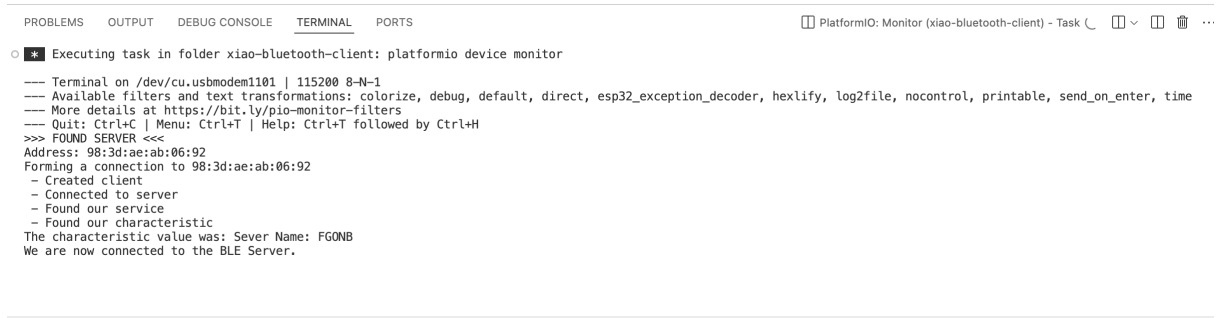 PROBLEMS OUTPUT DEBUG CONSOLE TERMINAL PORTS PlatformIO: Monitor (xiao-bluetooth-client) - Task
* Executing task in folder xiao-bluetooth-client: platformio device monitor
--- Terminal on /dev/cu.usbmodem1101 | 115200 8-N-1
--- Available filters and text transformations: colorize, debug, default, direct, esp32_exception_decoder, hexlify, log2file, nocontrol, printable, send_on_enter, time
--- More details at https://bit.ly/pio-monitor-filters
--- Quit: Ctrl+C | Menu: Ctrl+T | Help: Ctrl+T followed by Ctrl+H
>>> FOUND SERVER <<<
Address: 98:3d:ae:ab:06:92
Forming a connection to 98:3d:ae:ab:06:92
- Created client
- Connected to server
- Found our service
- Found our characteristic
The characteristic value was: Sever Name: FGONB
We are now connected to the BLE Server.